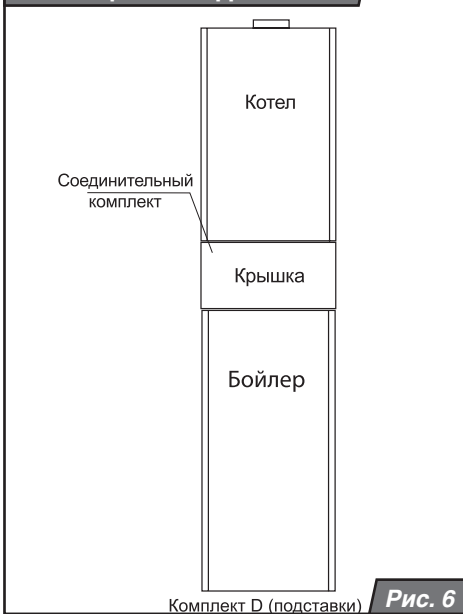 Котел
Соединительный
комплект
Крышка
Бойлер
Комплект D (подставки)
Рис. 6